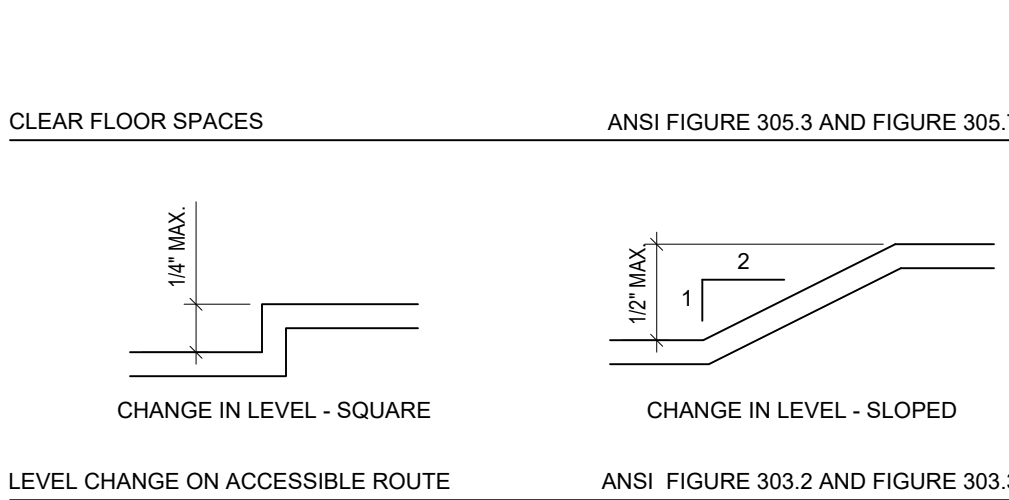 CLEAR FLOOR SPACES
ANSI FIGURE 305.3 AND FIGURE 305.7
1/4" MAX.
1/2" MAX.
2
1
CHANGE IN LEVEL - SQUARE
CHANGE IN LEVEL - SLOPED
LEVEL CHANGE ON ACCESSIBLE ROUTE
ANSI FIGURE 303.2 AND FIGURE 303.3